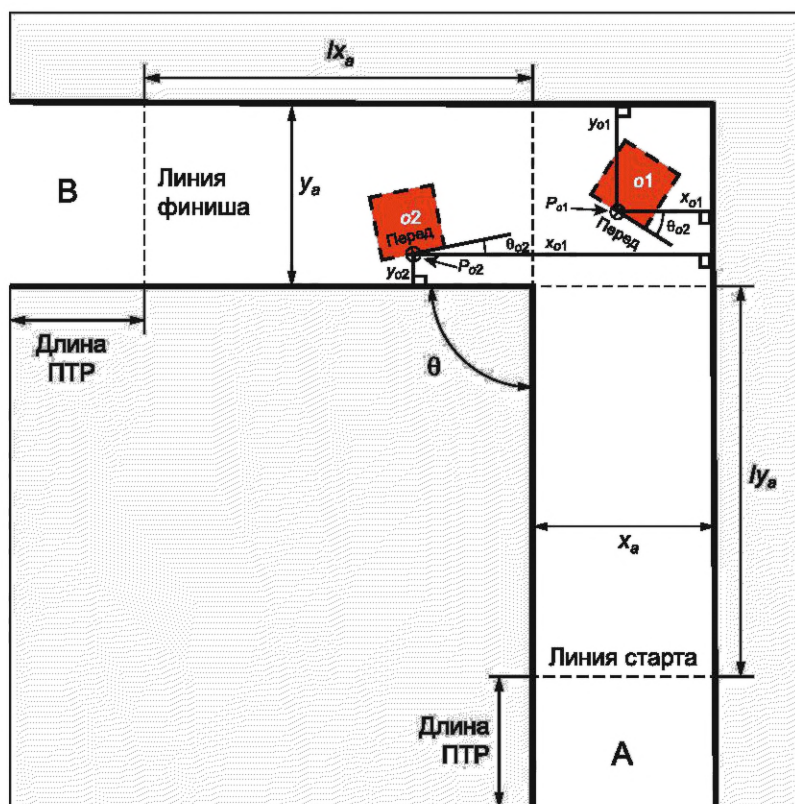 lxₐ
yₒ₁
o1
xₒ₁
Pₒ₁
Перед
θₒ₂
B
Линия
финиша
yₐ
o2
Перед
θₒ₂
xₒ₁
Pₒ₂
yₒ₂
Длина
ПТР
θ
lyₐ
xₐ
Линия старта
Длина
ПТР
A